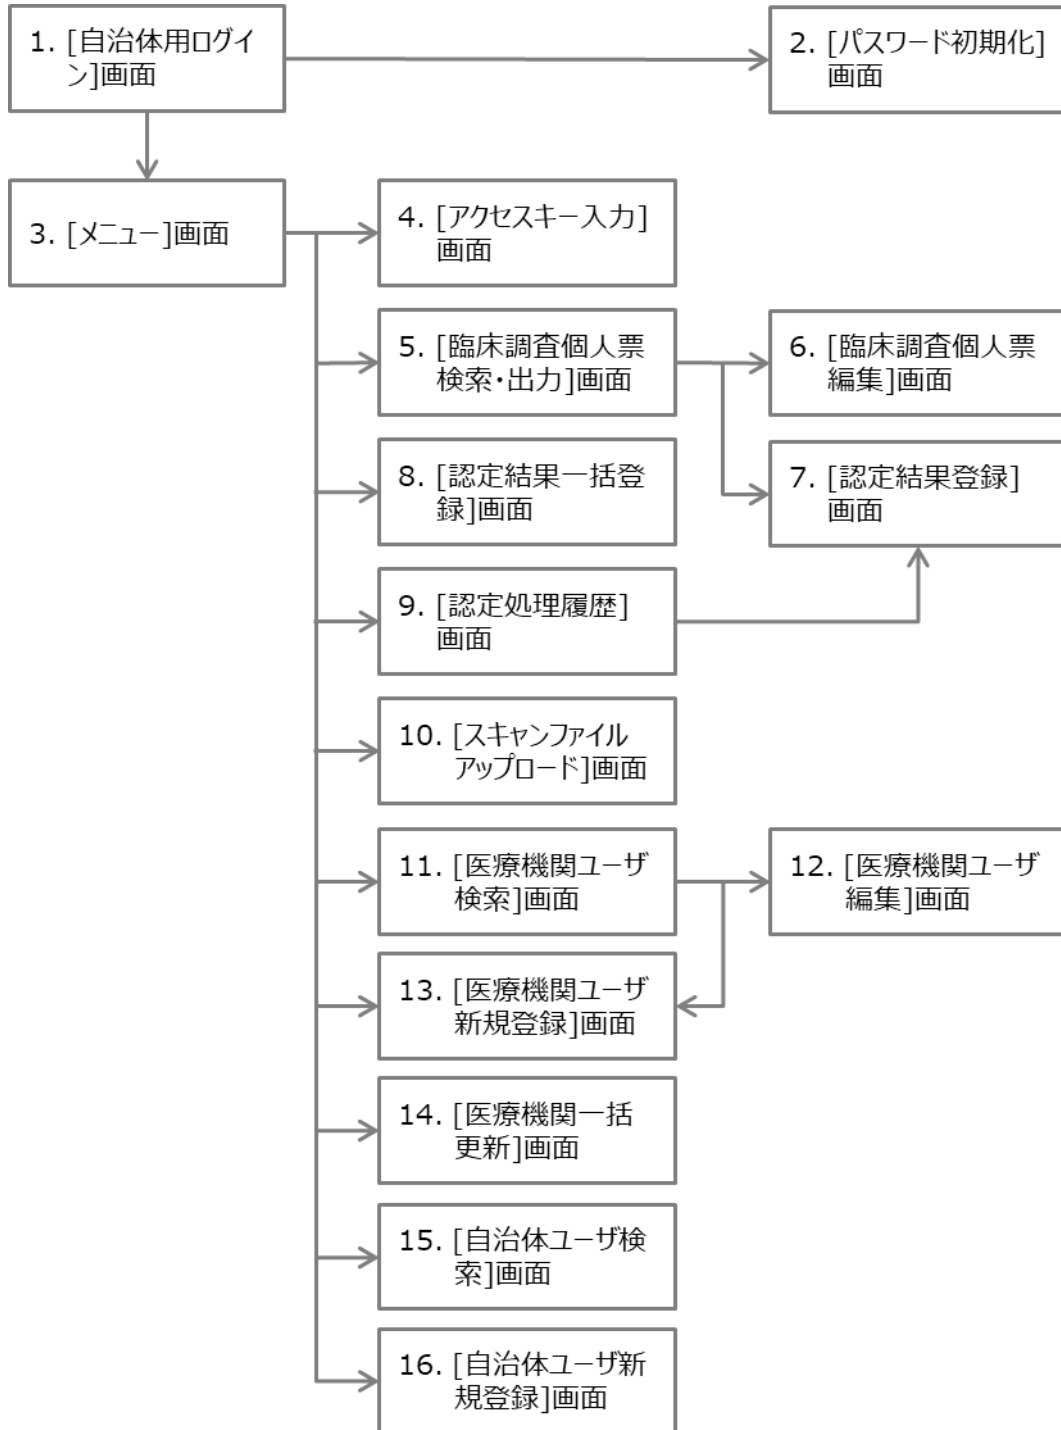 1. [自治体用ログイ
ン]画面
2. [パスワード初期化]
画面
3. [メニュー]画面
4. [アクセスキー入力]
画面
5. [臨床調査個人票
検索・出力]画面
6. [臨床調査個人票
編集]画面
8. [認定結果一括登
録]画面
7. [認定結果登録]
画面
9. [認定処理履歴]
画面
10. [スキャンファイル
アップロード]画面
11. [医療機関ユーザ
検索]画面
12. [医療機関ユーザ
編集]画面
13. [医療機関ユーザ
新規登録]画面
14. [医療機関一括
更新]画面
15. [自治体ユーザ検
索]画面
16. [自治体ユーザ新
規登録]画面